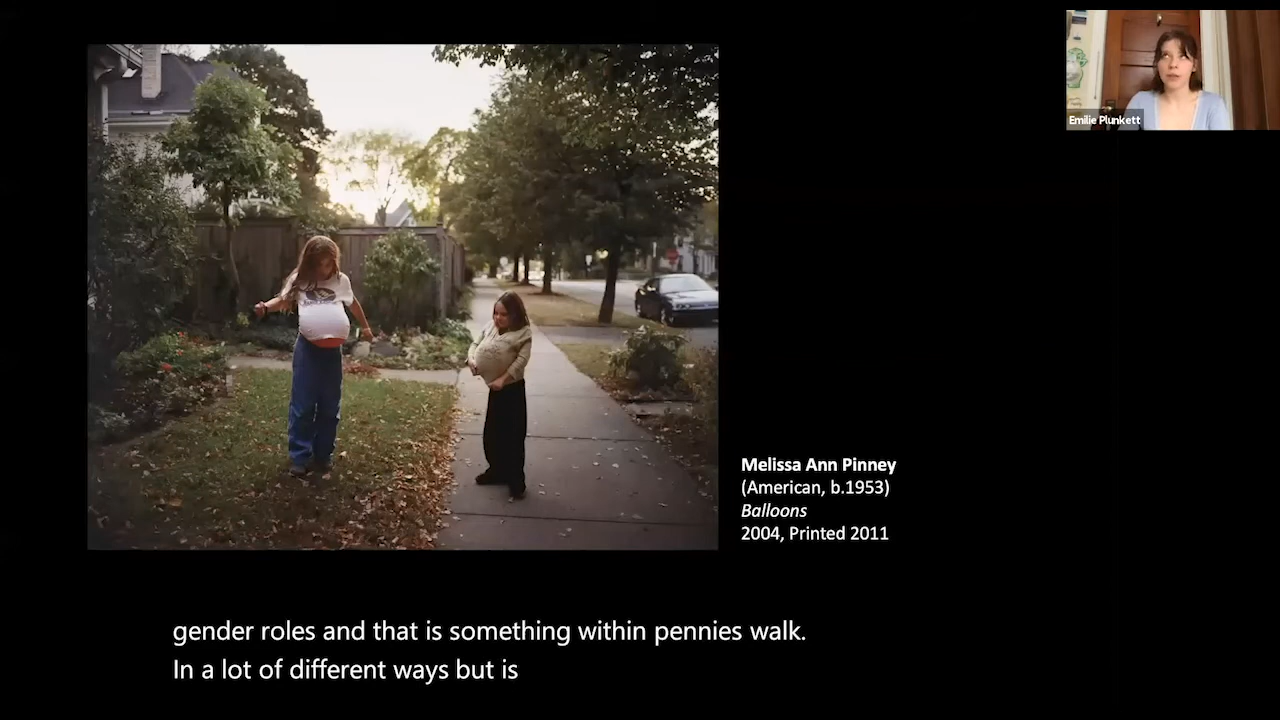 Emilie Plunkett
Melissa Ann Pinney
(American, b.1953)
Balloons
2004, Printed 2011
gender roles and that is something within pennies walk.
In a lot of different ways but is